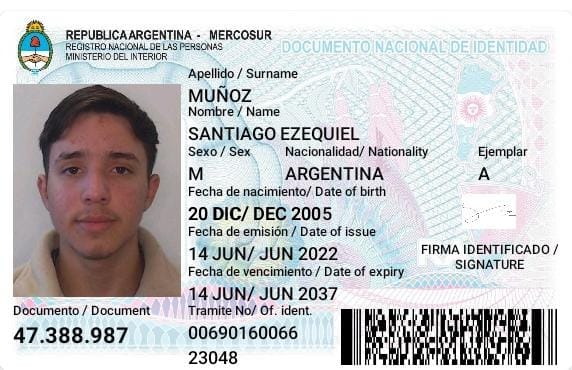 REPUBLICA ARGENTINA - MERCOSUR
REGISTRO NACIONAL DE LAS PERSONAS
MINISTERIO DEL INTERIOR
DOCUMENTO NACIONAL DE IDENTIDAD
Apellido / Surname
MUÑOZ
Nombre / Name
SANTIAGO EZEQUIEL
Sexo / Sex Nacionalidad/ Nationality Ejemplar
M ARGENTINA A
Fecha de nacimiento/ Date of birth
20 DIC/ DEC 2005
Fecha de emisión / Date of issue
14 JUN/ JUN 2022
FIRMA IDENTIFICADO /
SIGNATURE
Fecha de vencimiento / Date of expiry
14 JUN/ JUN 2037
Documento / Document
47.388.987
Tramite No/ Of. ident.
00690160066
23048